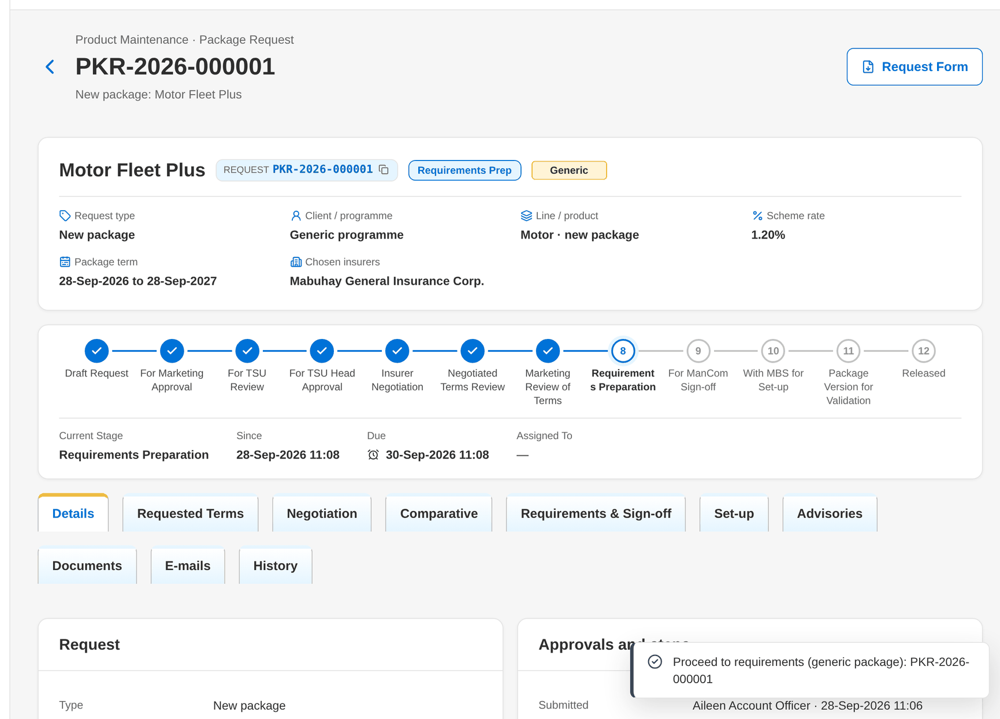 Product Maintenance · Package Request
PKR-2026-000001
New package: Motor Fleet Plus
Request Form
Motor Fleet Plus
REQUEST PKR-2026-000001
Requirements Prep
Generic
Request type
New package
Client / programme
Generic programme
Line / product
Motor · new package
Scheme rate
1.20%
Package term
28-Sep-2026 to 28-Sep-2027
Chosen insurers
Mabuhay General Insurance Corp.
Draft Request
For Marketing
Approval
For TSU
Review
For TSU Head
Approval
Insurer
Negotiation
Negotiated
Terms Review
Marketing
Review of
Terms
8
Requirement
s Preparation
9
For ManCom
Sign-off
10
With MBS for
Set-up
11
Package
Version for
Validation
12
Released
Current Stage
Requirements Preparation
Since
28-Sep-2026 11:08
Due
30-Sep-2026 11:08
Assigned To
—
Details
Requested Terms
Negotiation
Comparative
Requirements & Sign-off
Set-up
Advisories
Documents
E-mails
History
Request
Type
New package
Approvals and steps
Proceed to requirements (generic package): PKR-2026-
000001
Submitted
Aileen Account Officer · 28-Sep-2026 11:06